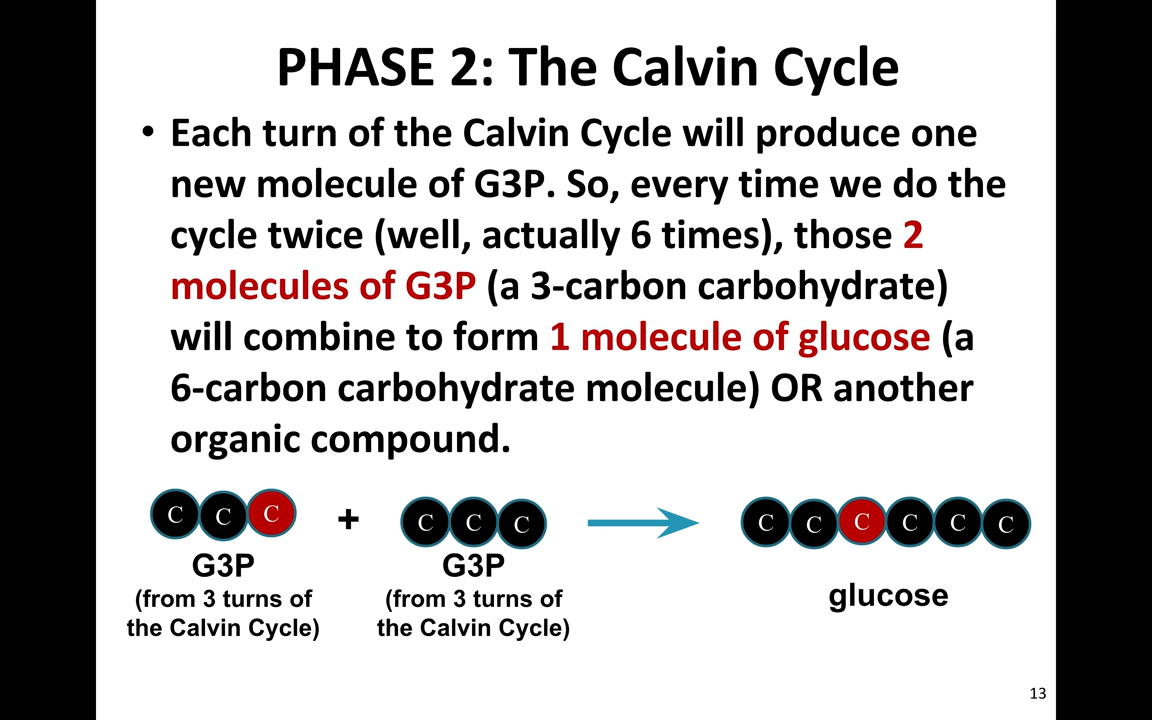 PHASE 2: The Calvin Cycle
• Each turn of the Calvin Cycle will produce one
new molecule of G3P. So, every time we do the
cycle twice (well, actually 6 times), those 2
molecules of G3P (a 3-carbon carbohydrate)
will combine to form 1 molecule of glucose (a
6-carbon carbohydrate molecule) OR another
organic compound.
C C C + C C C C C C C C C
G3P G3P
(from 3 turns of (from 3 turns of
the Calvin Cycle) the Calvin Cycle)
glucose
13